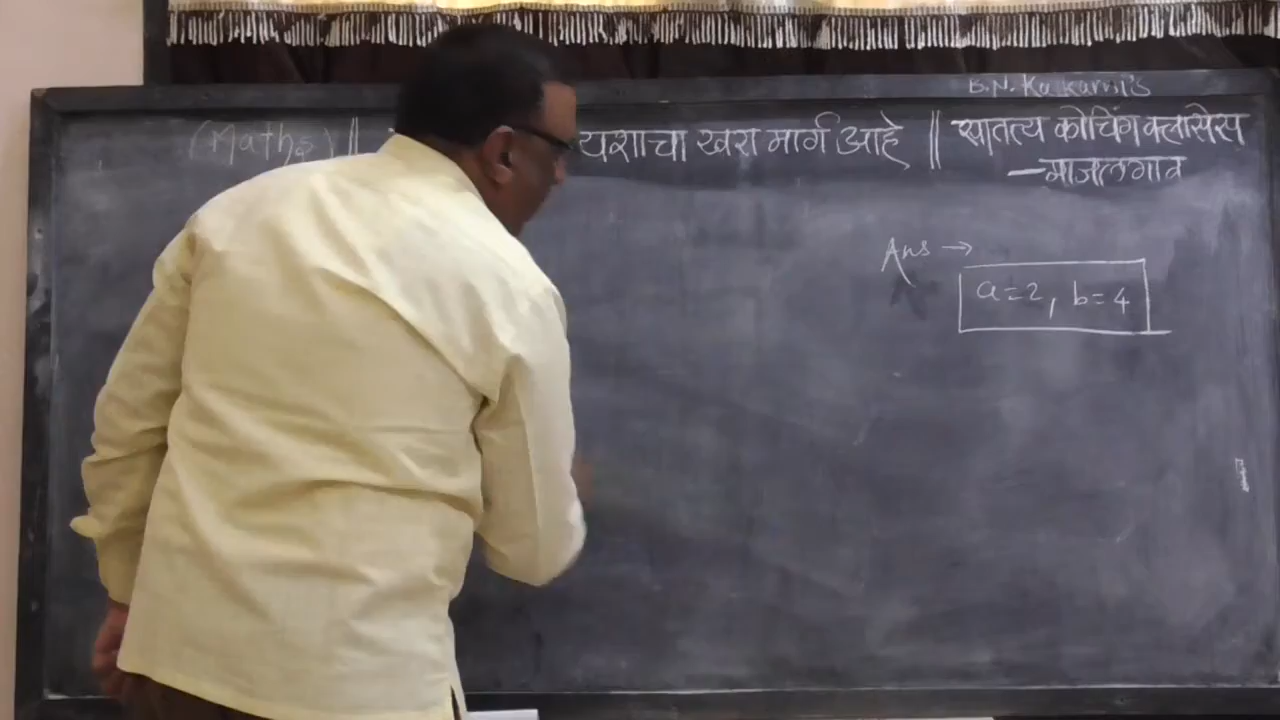 B.N. Kulkarni's
(Maths) || यशाचा खरा मार्ग आहे || सातत्य कोचिंग क्लासेस
– माजलगाव
Ans →
a=2, b=4